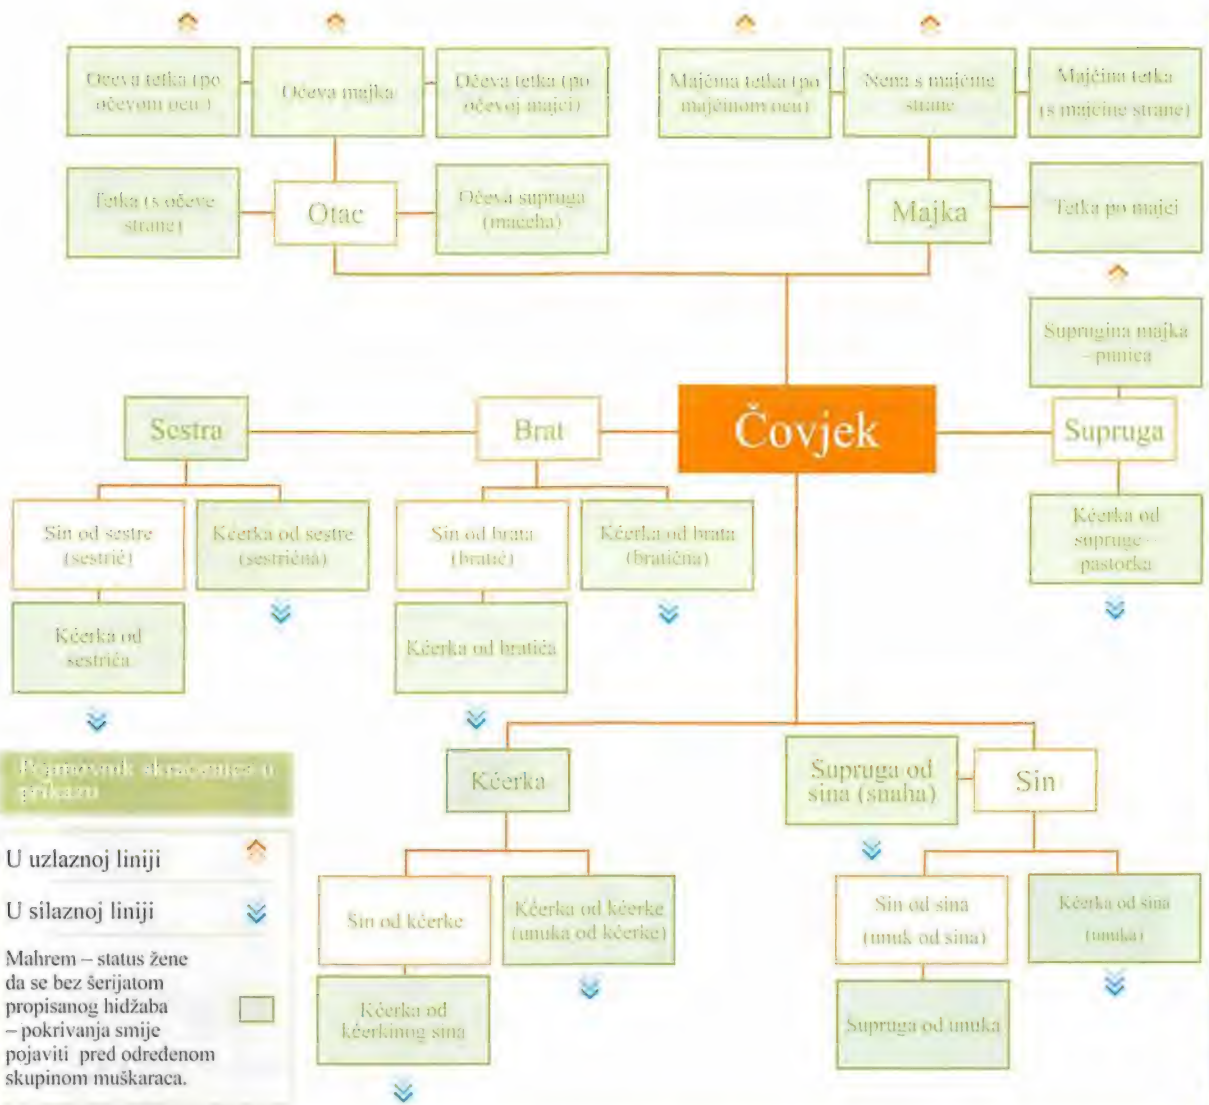 Očeva tetka (po
očevom ocu)
Očeva majka
Očeva tetka (po
očevoj majci)
Majčina tetka (po
majčinom ocu)
Nena s majčine
strane
Majčina tetka
(s majčine strane)
Tetka (s očeve
strane)
Otac
Očeva supruga
(maćeha)
Majka
Tetka po majci
Suprugina majka
– punica
Sestra
Brat
Čovjek
Supruga
Sin od sestre
(sestrić)
Kćerka od sestre
(sestrična)
Sin od brata
(bratić)
Kćerka od brata
(bratična)
Kćerka od
supruge –
pastorka
Kćerka od
sestrića
Kćerka od bratića
Kćerka
Supruga od
sina (snaha)
Sin
Pojmovnik skraćenica u
prikazu
U uzlaznoj liniji
U silaznoj liniji
Mahrem – status žene
da se bez šerijatom
propisanog hidžaba
– pokrivanja smije
pojaviti pred određenom
skupinom muškaraca.
Sin od kćerke
Kćerka od kćerke
(unuka od kćerke)
Sin od sina
(unuk od sina)
Kćerka od sina
(unuka)
Kćerka od
kćerkinog sina
Supruga od unuka